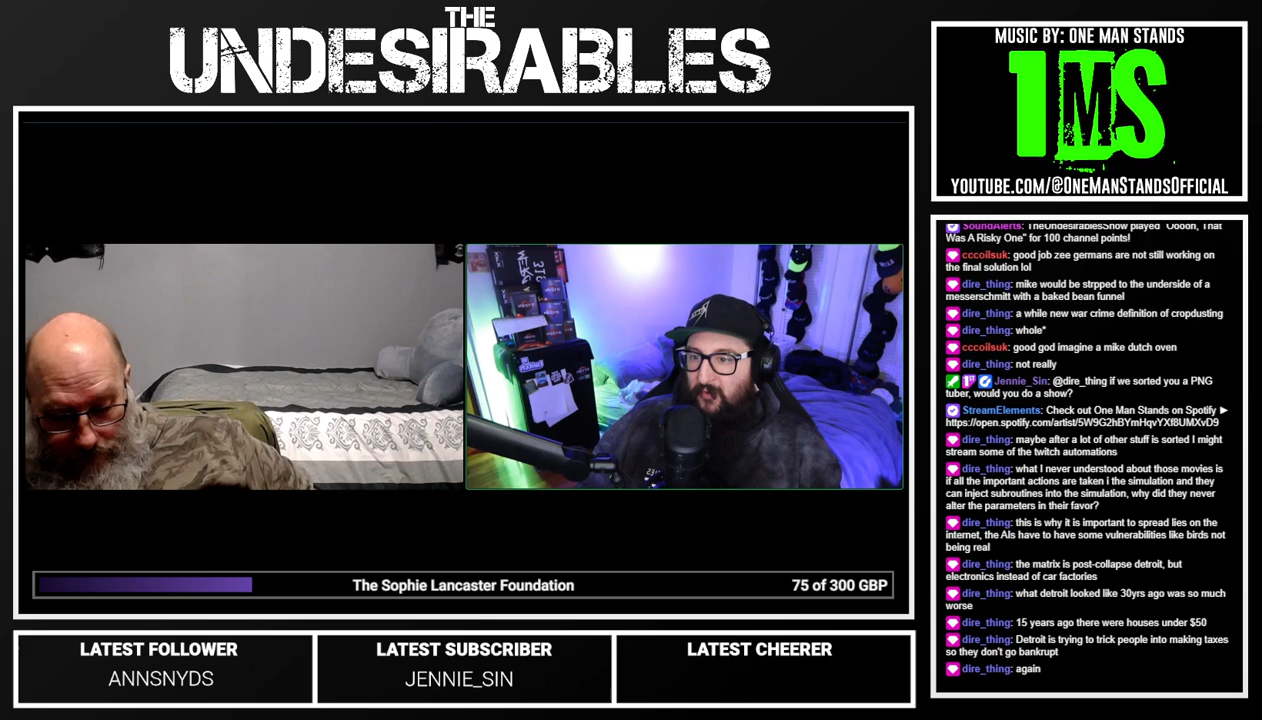 THE
UNDESIRABLES
MUSIC BY: ONE MAN STANDS
1MS
YOUTUBE.COM/@ONEMANSTANDSOFFICIAL
SoundAlerts: TheUndesirablesShow played "Ooooh, That
Was A Risky One" for 100 channel points!
cccoilsuk: good job zee germans are not still working on
the final solution lol
dire_thing: mike would be strpped to the underside of a
messerschmitt with a baked bean funnel
dire_thing: a while new war crime definition of cropdusting
dire_thing: whole*
cccoilsuk: good god imagine a mike dutch oven
dire_thing: not really
Jennie_Sin: @dire_thing if we sorted you a PNG
tuber, would you do a show?
StreamElements: Check out One Man Stands on Spotify ►
https://open.spotify.com/artist/5W9G2hBYmHqvYXf8UMXvD9
dire_thing: maybe after a lot of other stuff is sorted I might
stream some of the twitch automations
dire_thing: what I never understood about those movies is
if all the important actions are taken i the simulation and they
can inject subroutines into the simulation, why did they never
alter the parameters in their favor?
dire_thing: this is why it is important to spread lies on the
internet, the AIs have to have some vulnerabilities like birds not
being real
dire_thing: the matrix is post-collapse detroit, but
electronics instead of car factories
dire_thing: what detroit looked like 30yrs ago was so much
worse
dire_thing: 15 years ago there were houses under $50
dire_thing: Detroit is trying to trick people into making taxes
so they don't go bankrupt
dire_thing: again
The Sophie Lancaster Foundation 75 of 300 GBP
LATEST FOLLOWER
ANNSNYDS
LATEST SUBSCRIBER
JENNIE_SIN
LATEST CHEERER